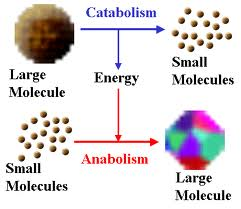 Catabolism
Large
Molecule
Energy
Small
Molecules
Small
Molecules
Anabolism
Large
Molecule